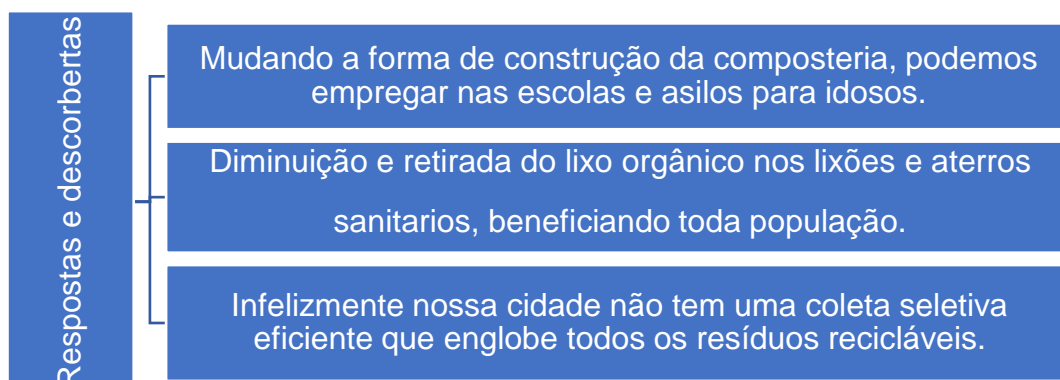 Respostas e descorbertas
Mudando a forma de construção da composteria, podemos
empregar nas escolas e asilos para idosos.
Diminuição e retirada do lixo orgânico nos lixões e aterros
sanitarios, beneficiando toda população.
Infelizmente nossa cidade não tem uma coleta seletiva
eficiente que englobe todos os resíduos recicláveis.